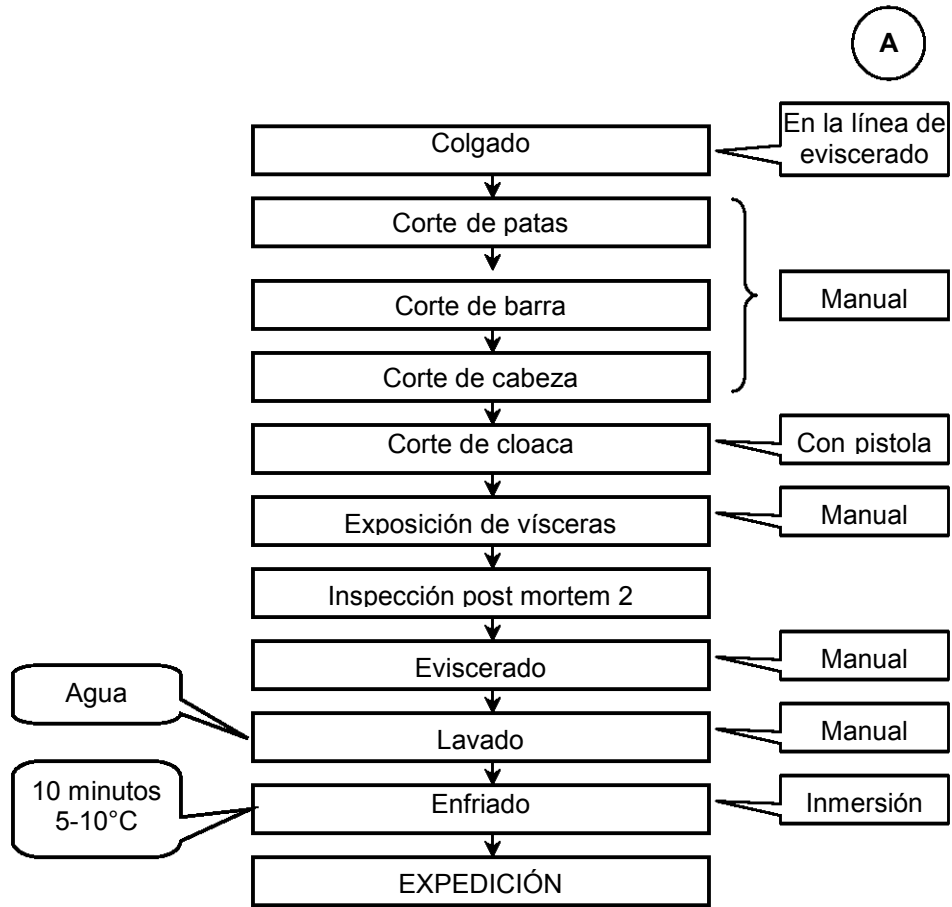 A
Colgado
En la línea de
eviscerado
Corte de patas
Corte de barra
Manual
Corte de cabeza
Corte de cloaca
Con pistola
Exposición de vísceras
Manual
Inspección post mortem 2
Eviscerado
Manual
Agua
Lavado
Manual
10 minutos
5-10°C
Enfriado
Inmersión
EXPEDICIÓN